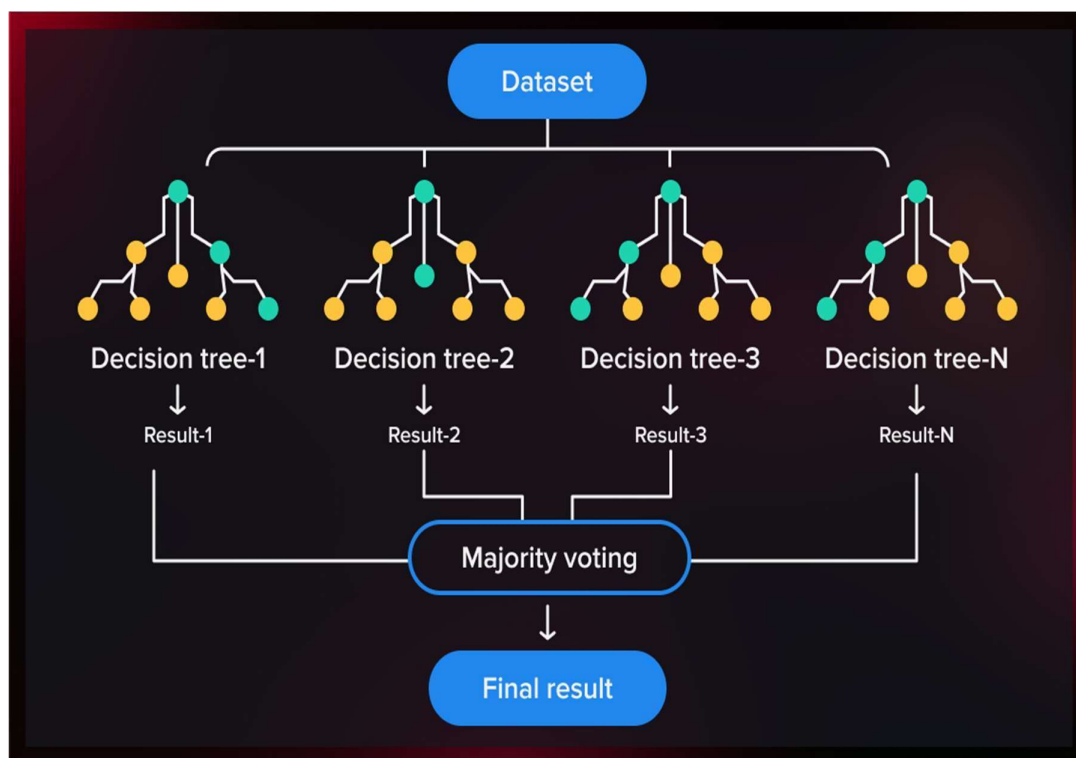 Dataset
Decision tree-1
Decision tree-2
Decision tree-3
Decision tree-N
Result-1
Result-2
Result-3
Result-N
Majority voting
Final result